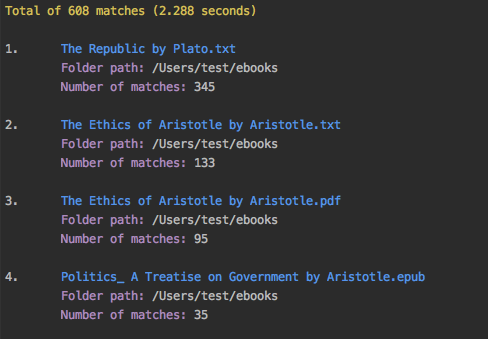 Total of 608 matches (2.288 seconds)
1. The Republic by Plato.txt
Folder path: /Users/test/ebooks
Number of matches: 345
2. The Ethics of Aristotle by Aristotle.txt
Folder path: /Users/test/ebooks
Number of matches: 133
3. The Ethics of Aristotle by Aristotle.pdf
Folder path: /Users/test/ebooks
Number of matches: 95
4. Politics_ A Treatise on Government by Aristotle.epub
Folder path: /Users/test/ebooks
Number of matches: 35